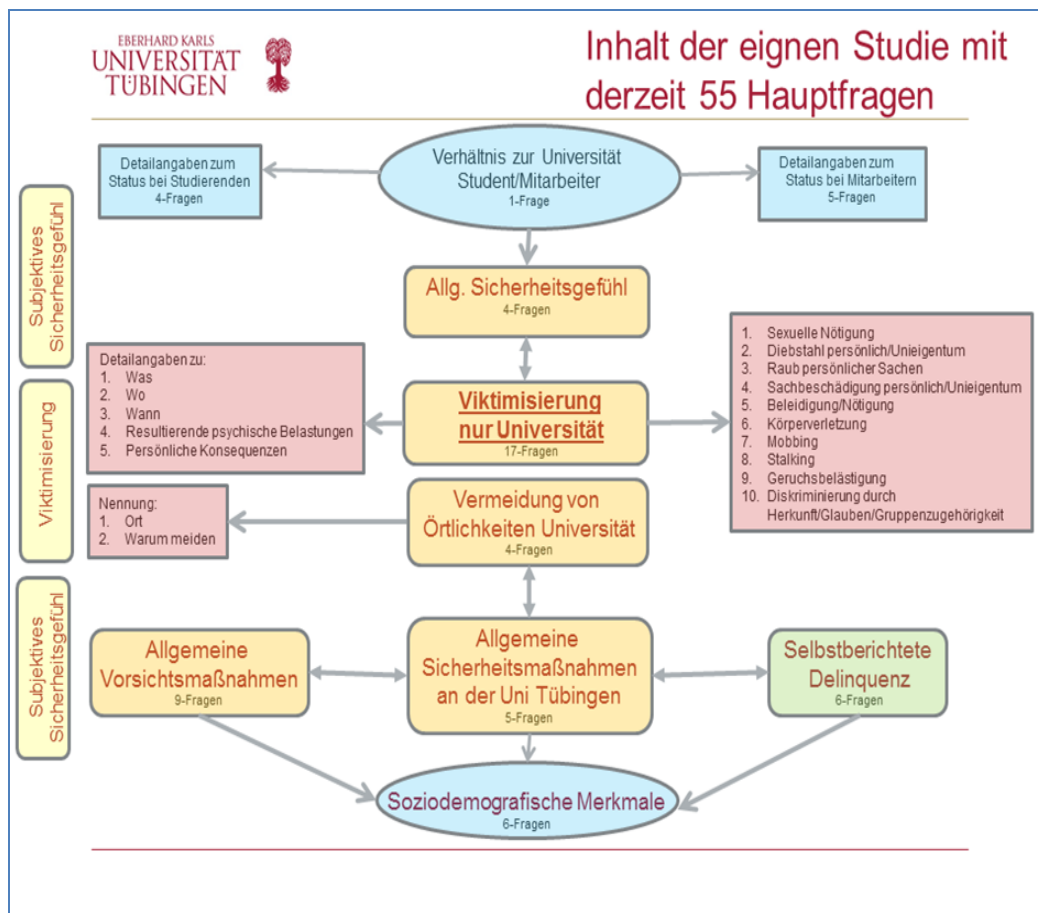 EBERHARD KARLS
UNIVERSITÄT
TÜBINGEN
Inhalt der eignen Studie mit
derzeit 55 Hauptfragen
Detailangaben zum
Status bei Studierenden
4-Fragen
Verhältnis zur Universität
Student/Mitarbeiter
1-Frage
Detailangaben zum
Status bei Mitarbeitern
5-Fragen
Subjektives
Sicherheitsgefühl
Allg. Sicherheitsgefühl
4-Fragen
Detailangaben zu:
1. Was
2. Wo
3. Wann
4. Resultierende psychische Belastungen
5. Persönliche Konsequenzen
Viktimisierung
nur Universität
17-Fragen
1. Sexuelle Nötigung
2. Diebstahl persönlich/Unieigentum
3. Raub persönlicher Sachen
4. Sachbeschädigung persönlich/Unieigentum
5. Beleidigung/Nötigung
6. Körperverletzung
7. Mobbing
8. Stalking
9. Geruchsbelästigung
10. Diskriminierung durch
Herkunft/Glauben/Gruppenzugehörigkeit
Viktimisierung
Nennung:
1. Ort
2. Warum meiden
Vermeidung von
Örtlichkeiten Universität
4-Fragen
Subjektives
Sicherheitsgefühl
Allgemeine
Vorsichtsmaßnahmen
9-Fragen
Allgemeine
Sicherheitsmaßnahmen
an der Uni Tübingen
5-Fragen
Selbstberichtete
Delinquenz
6-Fragen
Soziodemografische Merkmale
6-Fragen